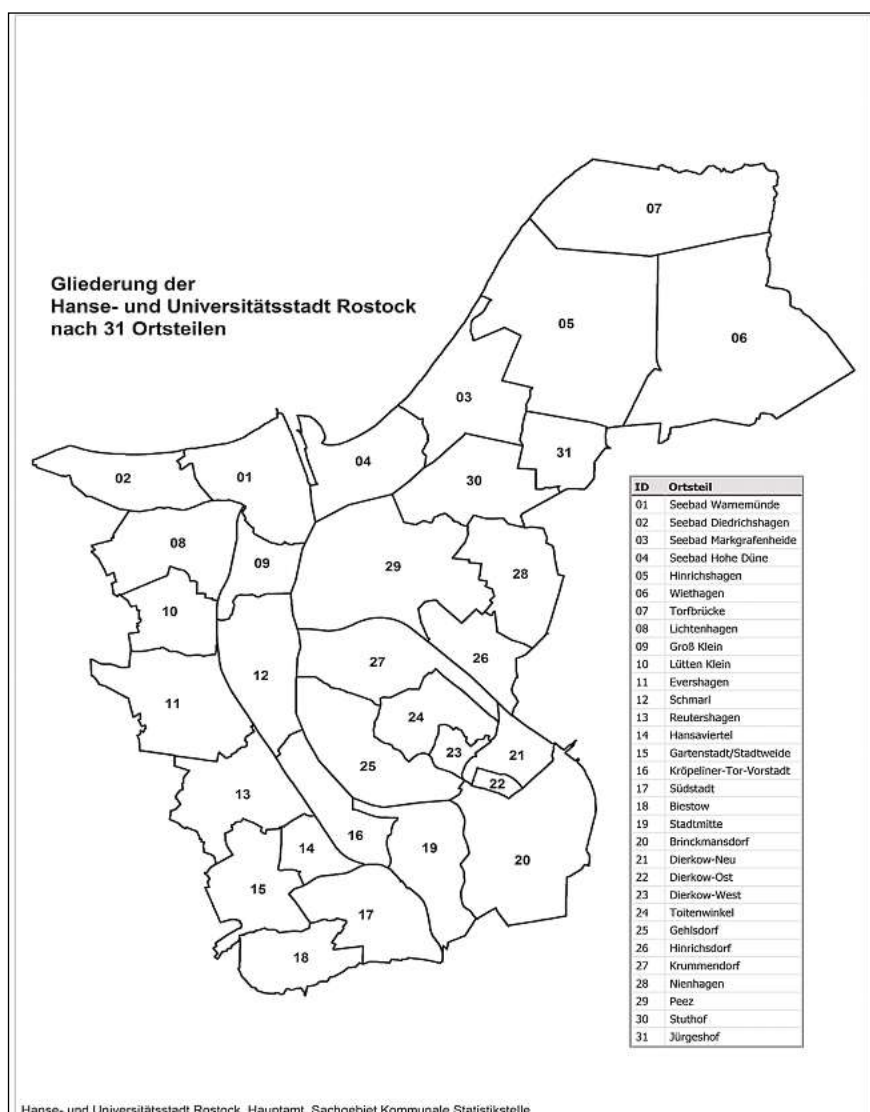 07
Gliederung der
Hanse- und Universitätsstadt Rostock
nach 31 Ortsteilen
05
06
03
04
31
02
01
30
08
09
29
28
10
12
27
26
11
24
23
21
25
22
13
16
14
19
20
15
17
18
ID Ortsteil
01 Seebad Warnemünde
02 Seebad Diedrichshagen
03 Seebad Markgrafenheide
04 Seebad Hohe Düne
05 Hinrichshagen
06 Wiethagen
07 Torfbrücke
08 Lichtenhagen
09 Groß Klein
10 Lütten Klein
11 Evershagen
12 Schmarl
13 Reutershagen
14 Hansaviertel
15 Gartenstadt/Stadtweide
16 Kröpeliner-Tor-Vorstadt
17 Südstadt
18 Biestow
19 Stadtmitte
20 Brinckmansdorf
21 Dierkow-Neu
22 Dierkow-Ost
23 Dierkow-West
24 Toitenwinkel
25 Gehlsdorf
26 Hinrichsdorf
27 Krummendorf
28 Nienhagen
29 Peez
30 Stuthof
31 Jürgeshof
Hanse- und Universitätsstadt Rostock, Hauptamt, Sachgebiet Kommunale Statistikstelle